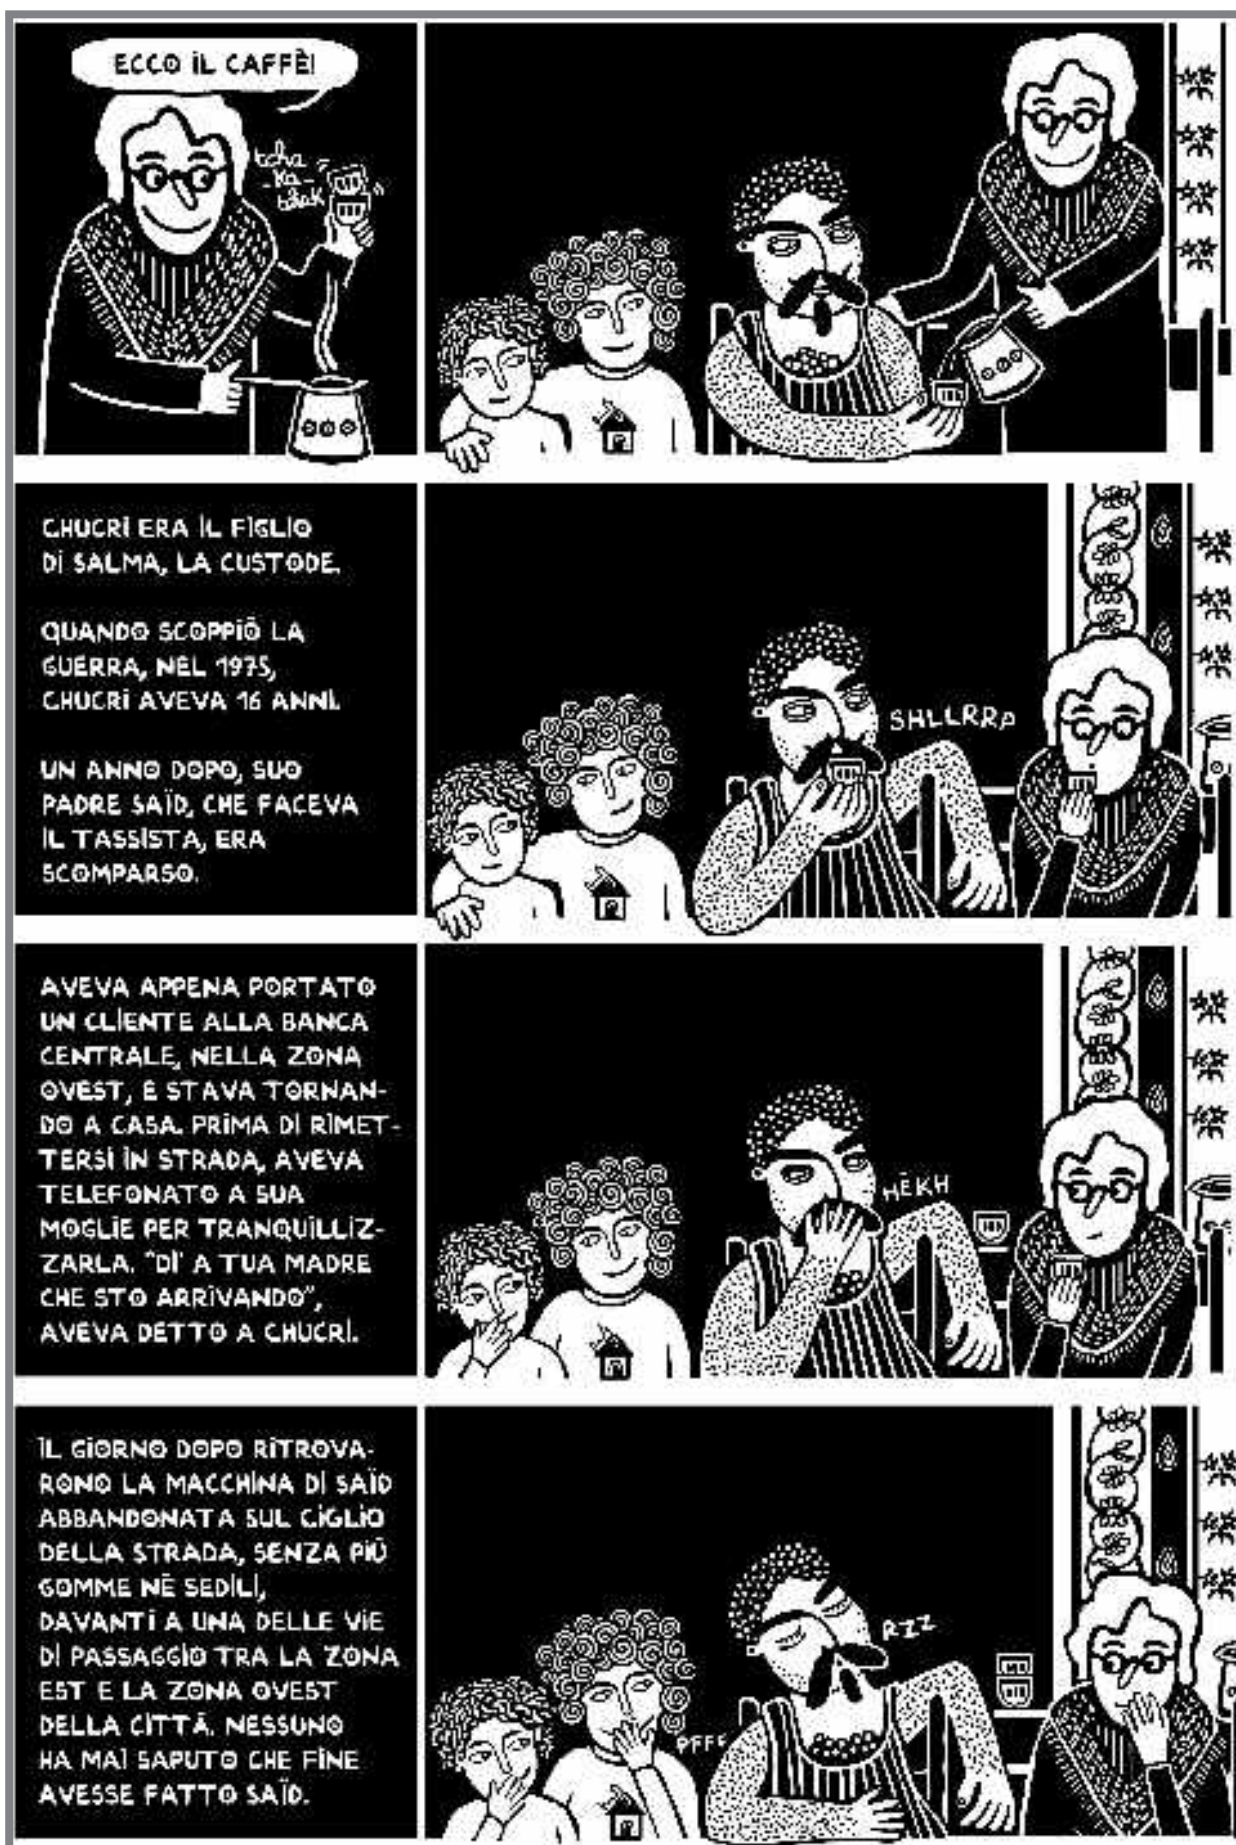 ECCO IL CAFFÈ!
tcha
-ka-
tchak
CHUCRI ERA IL FIGLIO
DI SALMA, LA CUSTODE.
QUANDO SCOPPIÒ LA
GUERRA, NEL 1975,
CHUCRI AVEVA 16 ANNI.
UN ANNO DOPO, SUO
PADRE SAÏD, CHE FACEVA
IL TASSISTA, ERA
SCOMPARSO.
SHLLRRP
AVEVA APPENA PORTATO
UN CLIENTE ALLA BANCA
CENTRALE, NELLA ZONA
OVEST, E STAVA TORNAN-
DO A CASA. PRIMA DI RIMET-
TERSI IN STRADA, AVEVA
TELEFONATO A SUA
MOGLIE PER TRANQUILLIZ-
ZARLA. "DI' A TUA MADRE
CHE STO ARRIVANDO",
AVEVA DETTO A CHUCRI.
HĒKH
IL GIORNO DOPO RITROVA-
RONO LA MACCHINA DI SAÏD
ABBANDONATA SUL CIGLIO
DELLA STRADA, SENZA PIÙ
GOMME NÉ SEDILI,
DAVANTI A UNA DELLE VIE
DI PASSAGGIO TRA LA ZONA
EST E LA ZONA OVEST
DELLA CITTÀ. NESSUNO
HA MAI SAPUTO CHE FINE
AVESSE FATTO SAÏD.
PFFF
RZZ